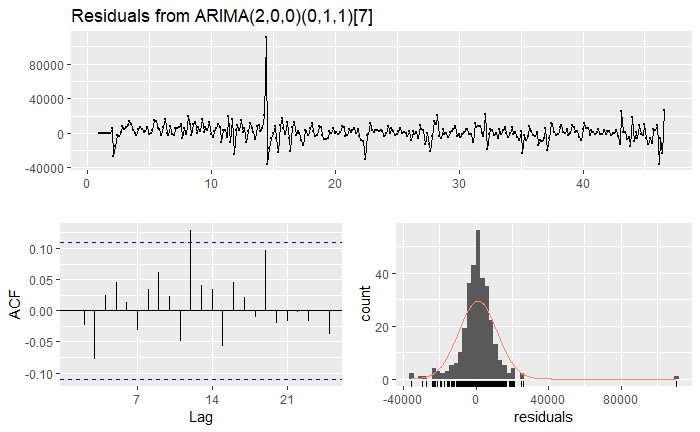 Residuals from ARIMA(2,0,0)(0,1,1)[7]
80000
40000
0
-40000
0 10 20 30 40
ACF
0.10
0.05
0.00
-0.05
-0.10
7 14 21
Lag
count
40
20
0
-40000 0 40000 80000
residuals